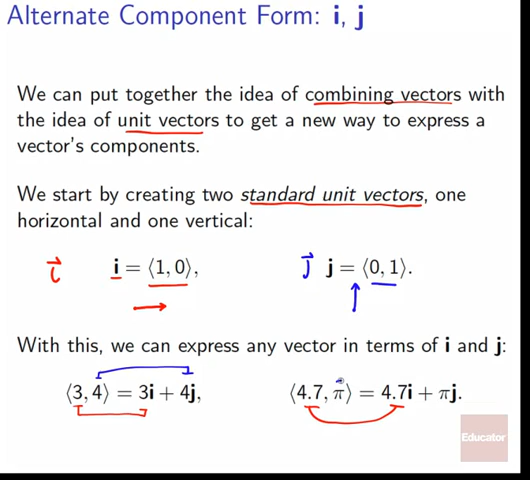 Alternate Component Form: i, j
We can put together the idea of combining vectors with
the idea of unit vectors to get a new way to express a
vector's components.
We start by creating two standard unit vectors, one
horizontal and one vertical:
i⃗ i = ⟨1, 0⟩, j⃗ j = ⟨0, 1⟩.
With this, we can express any vector in terms of i and j:
⟨3, 4⟩ = 3i + 4j, ⟨4.7, π⟩ = 4.7i + πj.
Educator